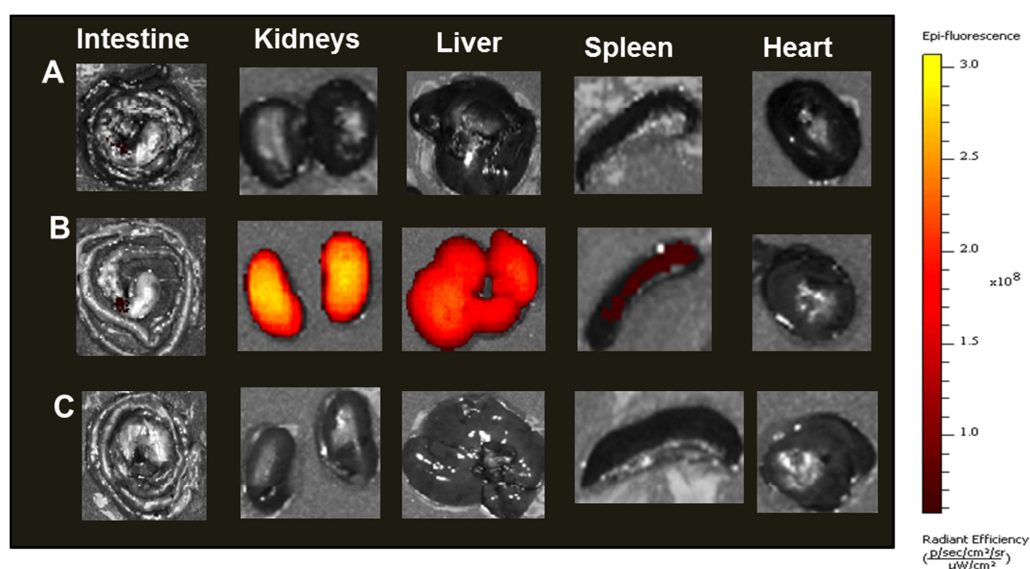 Intestine Kidneys Liver Spleen Heart
A
B
C
Epi-fluorescence
3.0
2.5
2.0
x10⁸
1.5
1.0
Radiant Efficiency
(p/sec/cm²/sr
µW/cm²)